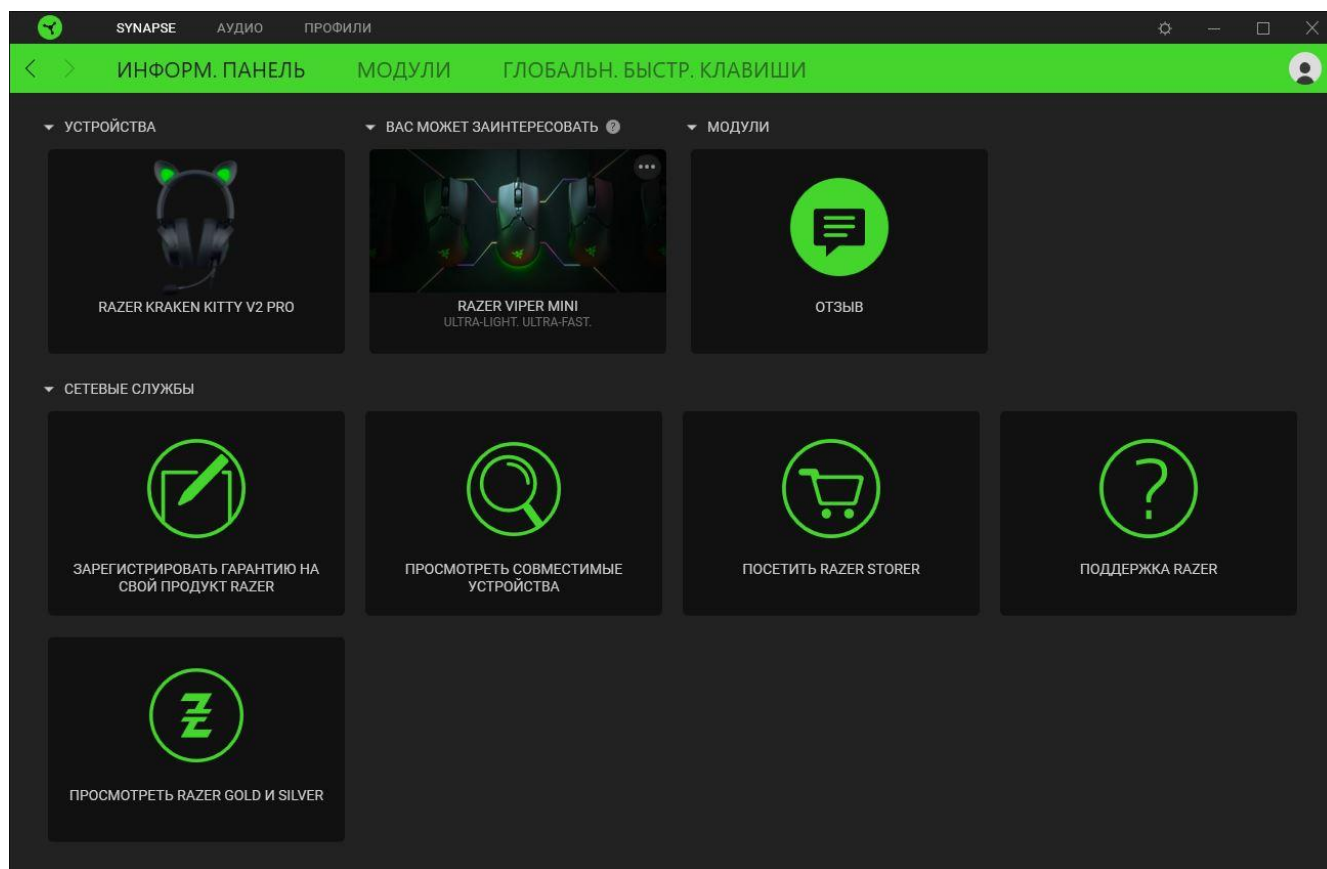 SYNAPSE АУДИО ПРОФИЛИ
ИНФОРМ. ПАНЕЛЬ МОДУЛИ ГЛОБАЛЬН. БЫСТР. КЛАВИШИ
УСТРОЙСТВА
ВАС МОЖЕТ ЗАИНТЕРЕСОВАТЬ ?
МОДУЛИ
RAZER KRAKEN KITTY V2 PRO
RAZER VIPER MINI
ULTRA-LIGHT. ULTRA-FAST.
ОТЗЫВ
СЕТЕВЫЕ СЛУЖБЫ
ЗАРЕГИСТРИРОВАТЬ ГАРАНТИЮ НА
СВОЙ ПРОДУКТ RAZER
ПРОСМОТРЕТЬ СОВМЕСТИМЫЕ
УСТРОЙСТВА
ПОСЕТИТЬ RAZER STORER
ПОДДЕРЖКА RAZER
ПРОСМОТРЕТЬ RAZER GOLD И SILVER